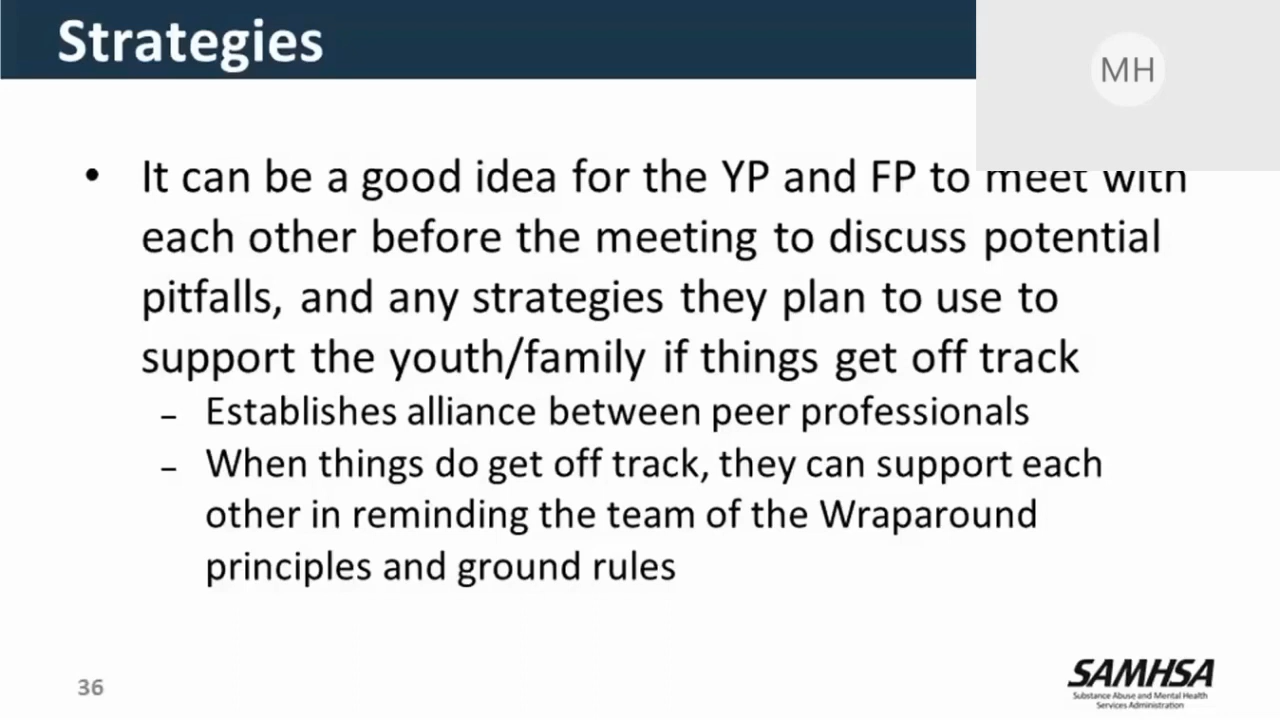 Strategies
MH
• It can be a good idea for the YP and FP to meet with
each other before the meeting to discuss potential
pitfalls, and any strategies they plan to use to
support the youth/family if things get off track
– Establishes alliance between peer professionals
– When things do get off track, they can support each
other in reminding the team of the Wraparound
principles and ground rules
36
SAMHSA
Substance Abuse and Mental Health
Services Administration